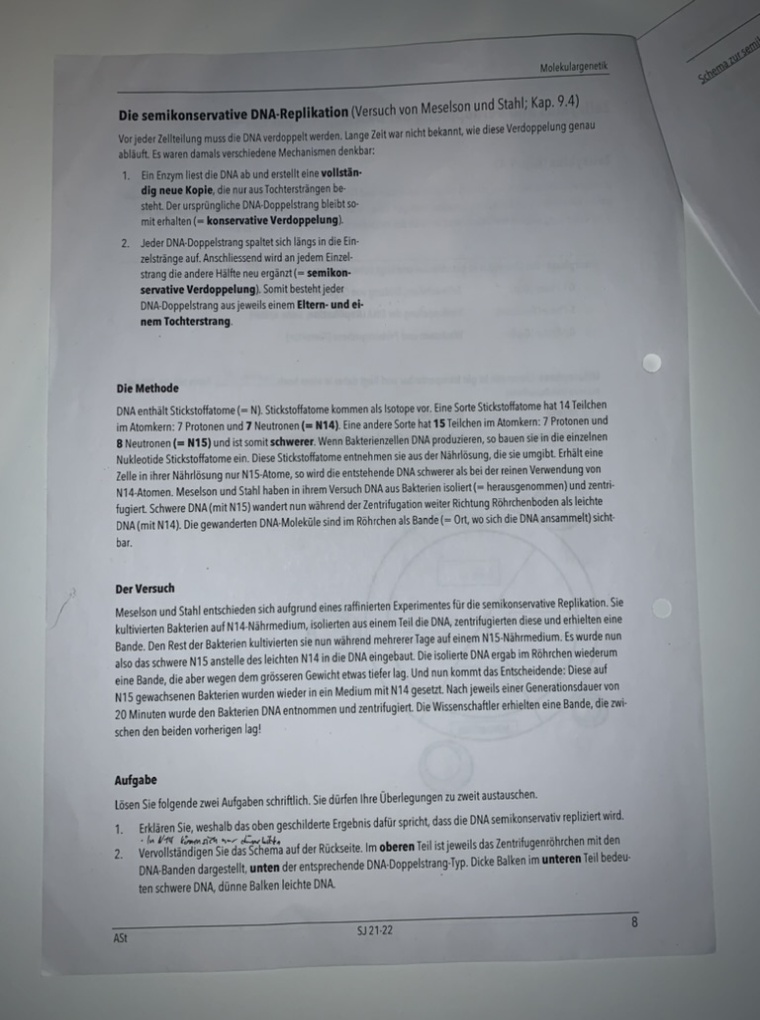 Molekulargenetik
Schema zur semi
Die semikonservative DNA-Replikation (Versuch von Meselson und Stahl; Kap. 9.4)
Vor jeder Zellteilung muss die DNA verdoppelt werden. Lange Zeit war nicht bekannt, wie diese Verdoppelung genau
abläuft. Es waren damals verschiedene Mechanismen denkbar:
1. Ein Enzym liest die DNA ab und erstellt eine vollstän-
dig neue Kopie, die nur aus Tochtersträngen be-
steht. Der ursprüngliche DNA-Doppelstrang bleibt so-
mit erhalten (= konservative Verdoppelung).
2. Jeder DNA-Doppelstrang spaltet sich längs in die Ein-
zelstränge auf. Anschliessend wird an jedem Einzel-
strang die andere Hälfte neu ergänzt (= semikon-
servative Verdoppelung). Somit besteht jeder
DNA-Doppelstrang aus jeweils einem Eltern- und ei-
nem Tochterstrang.
Die Methode
DNA enthält Stickstoffatome (= N). Stickstoffatome kommen als Isotope vor. Eine Sorte Stickstoffatome hat 14 Teilchen
im Atomkern: 7 Protonen und 7 Neutronen (= N14). Eine andere Sorte hat 15 Teilchen im Atomkern: 7 Protonen und
8 Neutronen (= N15) und ist somit schwerer. Wenn Bakterienzellen DNA produzieren, so bauen sie in die einzelnen
Nukleotide Stickstoffatome ein. Diese Stickstoffatome entnehmen sie aus der Nährlösung, die sie umgibt. Erhält eine
Zelle in ihrer Nährlösung nur N15-Atome, so wird die entstehende DNA schwerer als bei der reinen Verwendung von
N14-Atomen. Meselson und Stahl haben in ihrem Versuch DNA aus Bakterien isoliert (= herausgenommen) und zentri-
fugiert. Schwere DNA (mit N15) wandert nun während der Zentrifugation weiter Richtung Röhrchenboden als leichte
DNA (mit N14). Die gewanderten DNA-Moleküle sind im Röhrchen als Bande (= Ort, wo sich die DNA ansammelt) sicht-
bar.
Der Versuch
Meselson und Stahl entschieden sich aufgrund eines raffinierten Experimentes für die semikonservative Replikation. Sie
kultivierten Bakterien auf N14-Nährmedium, isolierten aus einem Teil die DNA, zentrifugierten diese und erhielten eine
Bande. Den Rest der Bakterien kultivierten sie nun während mehrerer Tage auf einem N15-Nährmedium. Es wurde nun
also das schwere N15 anstelle des leichten N14 in die DNA eingebaut. Die isolierte DNA ergab im Röhrchen wiederum
eine Bande, die aber wegen dem grösseren Gewicht etwas tiefer lag. Und nun kommt das Entscheidende: Diese auf
N15 gewachsenen Bakterien wurden wieder in ein Medium mit N14 gesetzt. Nach jeweils einer Generationsdauer von
20 Minuten wurde den Bakterien DNA entnommen und zentrifugiert. Die Wissenschaftler erhielten eine Bande, die zwi-
schen den beiden vorherigen lag!
Aufgabe
Lösen Sie folgende zwei Aufgaben schriftlich. Sie dürfen Ihre Überlegungen zu zweit austauschen.
1. Erklären Sie, weshalb das oben geschilderte Ergebnis dafür spricht, dass die DNA semikonservativ repliziert wird.
2. Vervollständigen Sie das Schema auf der Rückseite. Im oberen Teil ist jeweils das Zentrifugenröhrchen mit den
DNA-Banden dargestellt, unten der entsprechende DNA-Doppelstrang-Typ. Dicke Balken im unteren Teil bedeu-
ten schwere DNA, dünne Balken leichte DNA.
ASt
SJ 21-22
8